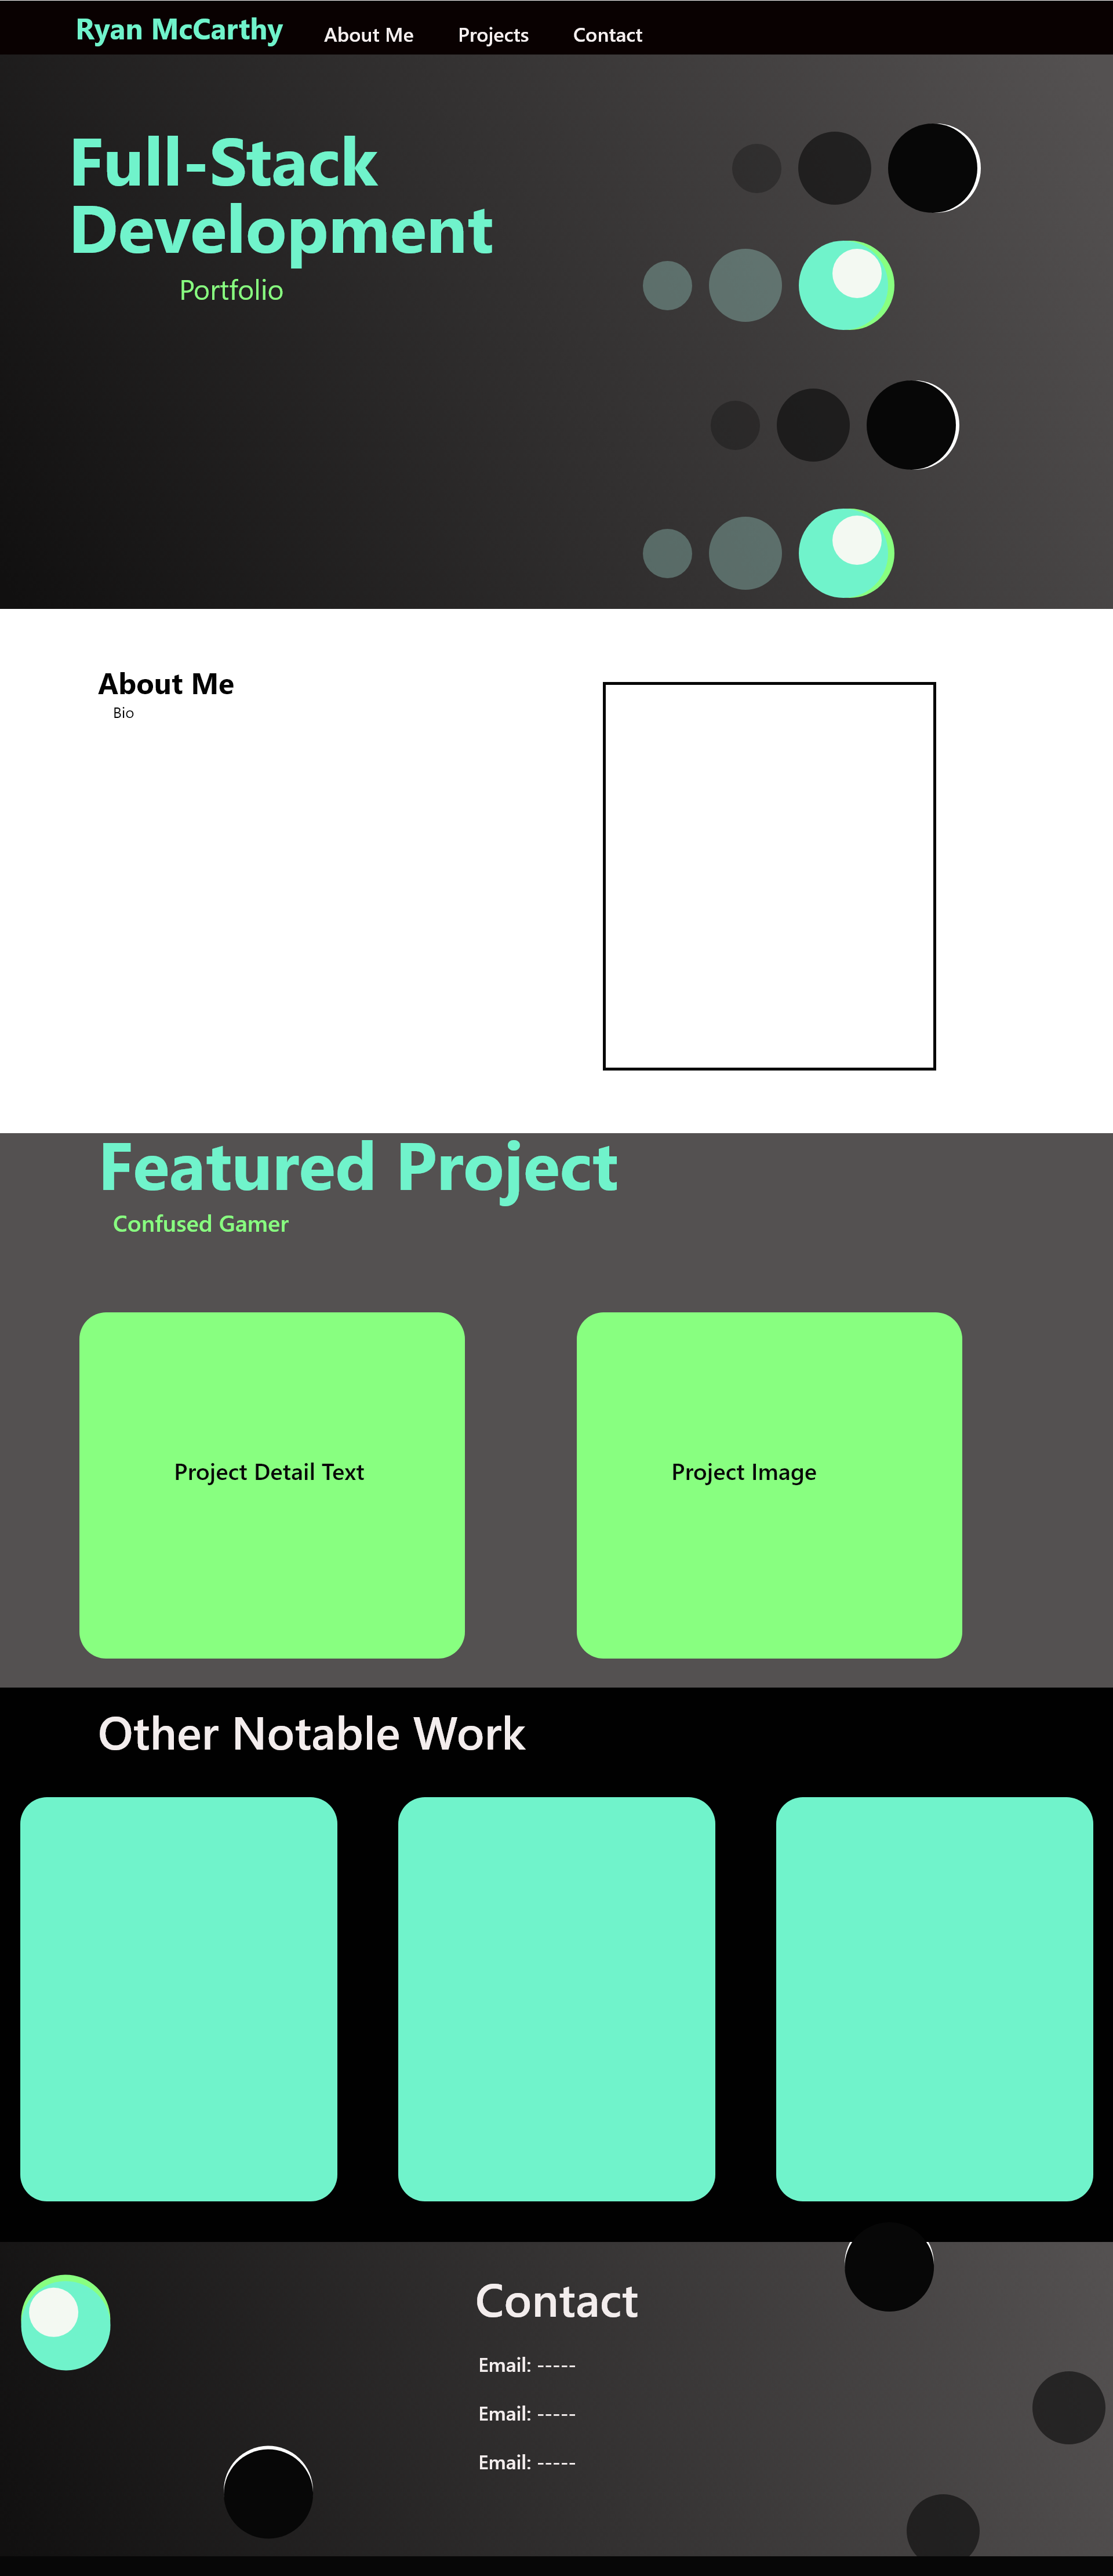 Ryan McCarthy About Me Projects Contact
Full-Stack
Development
Portfolio
About Me
Bio
Featured Project
Confused Gamer
Project Detail Text
Project Image
Other Notable Work
Contact
Email: -----
Email: -----
Email: -----